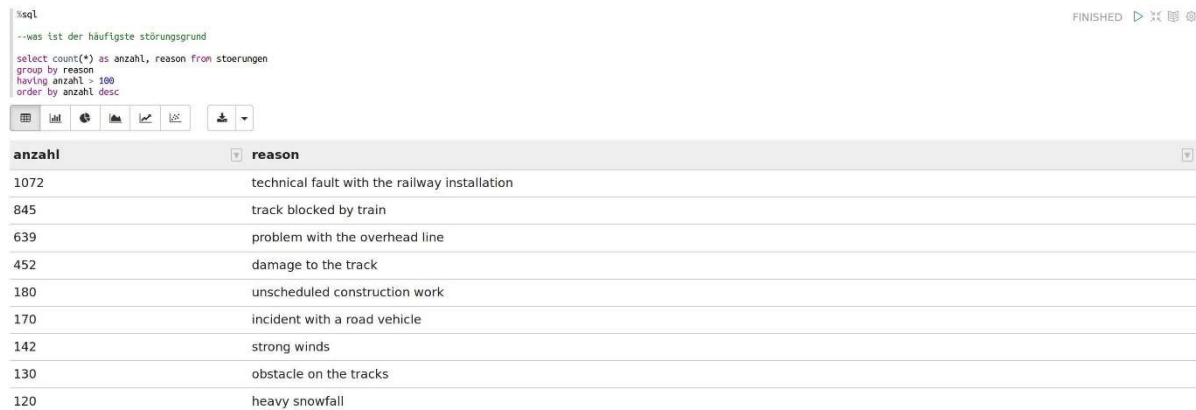 %sql
FINISHED
--was ist der häufigste störungsgrund
select count(*) as anzahl, reason from stoerungen
group by reason
having anzahl > 100
order by anzahl desc
anzahl reason
1072 technical fault with the railway installation
845 track blocked by train
639 problem with the overhead line
452 damage to the track
180 unscheduled construction work
170 incident with a road vehicle
142 strong winds
130 obstacle on the tracks
120 heavy snowfall